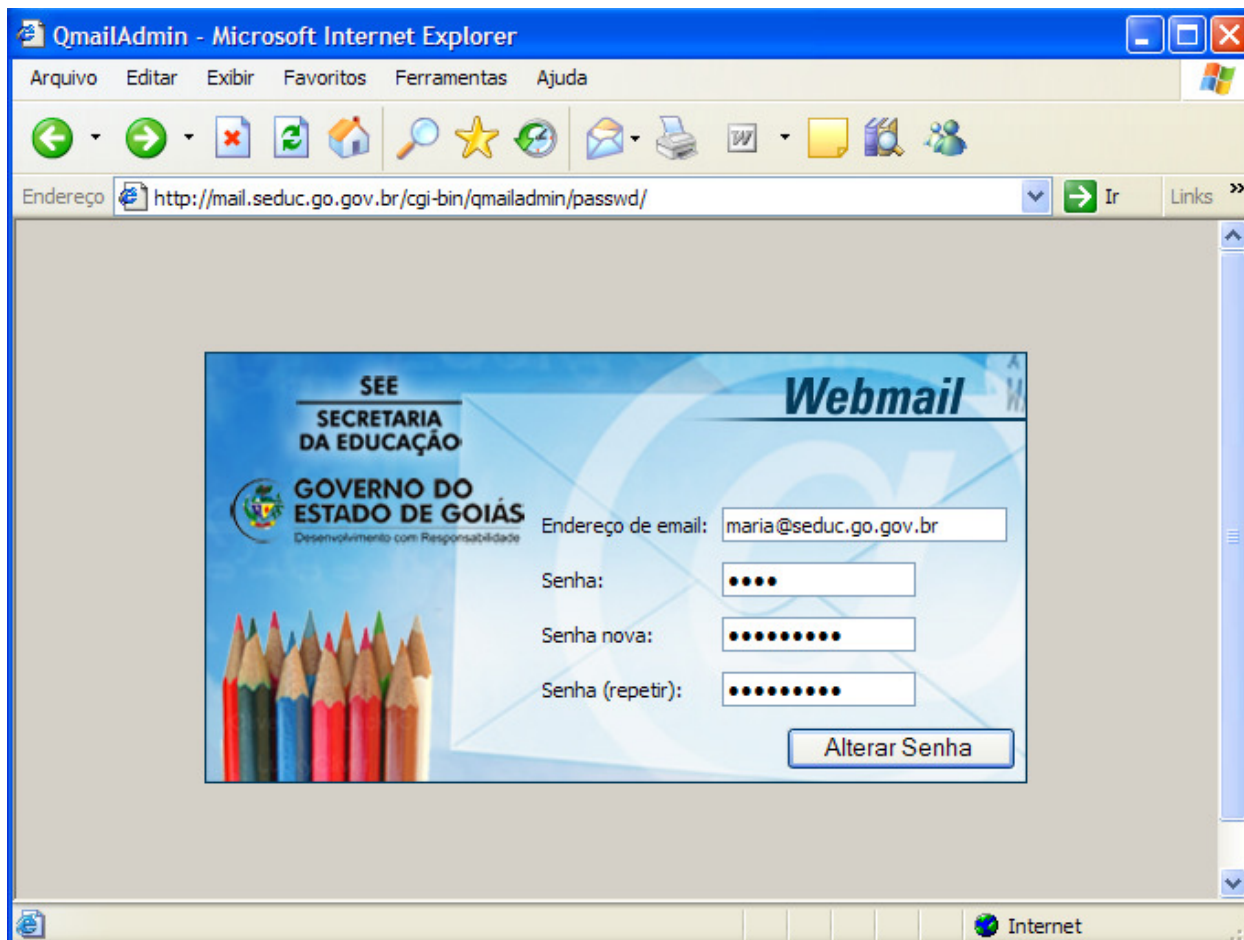 QmailAdmin - Microsoft Internet Explorer
Arquivo Editar Exibir Favoritos Ferramentas Ajuda
Endereço http://mail.seduc.go.gov.br/cgi-bin/qmailadmin/passwd/ Ir Links »
SEE
SECRETARIA
DA EDUCAÇÃO
Webmail
GOVERNO DO
ESTADO DE GOIÁS
Desenvolvimento com Responsabilidade
Endereço de email: maria@seduc.go.gov.br
Senha: ••••
Senha nova: •••••••••
Senha (repetir): •••••••••
Alterar Senha
Internet